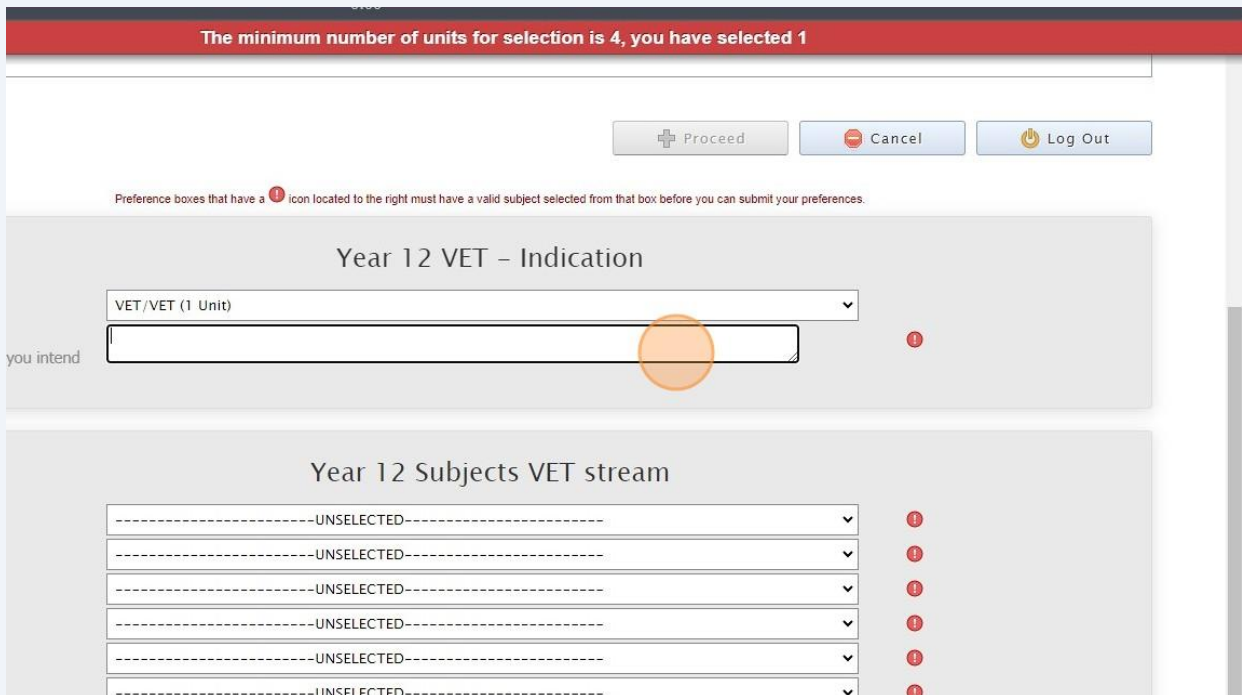 The minimum number of units for selection is 4, you have selected 1
Proceed
Cancel
Log Out
Preference boxes that have a icon located to the right must have a valid subject selected from that box before you can submit your preferences.
Year 12 VET – Indication
VET/VET (1 Unit)
you intend
Year 12 Subjects VET stream
------------------------UNSELECTED------------------------
------------------------UNSELECTED------------------------
------------------------UNSELECTED------------------------
------------------------UNSELECTED------------------------
------------------------UNSELECTED------------------------
------------------------UNSELECTED------------------------